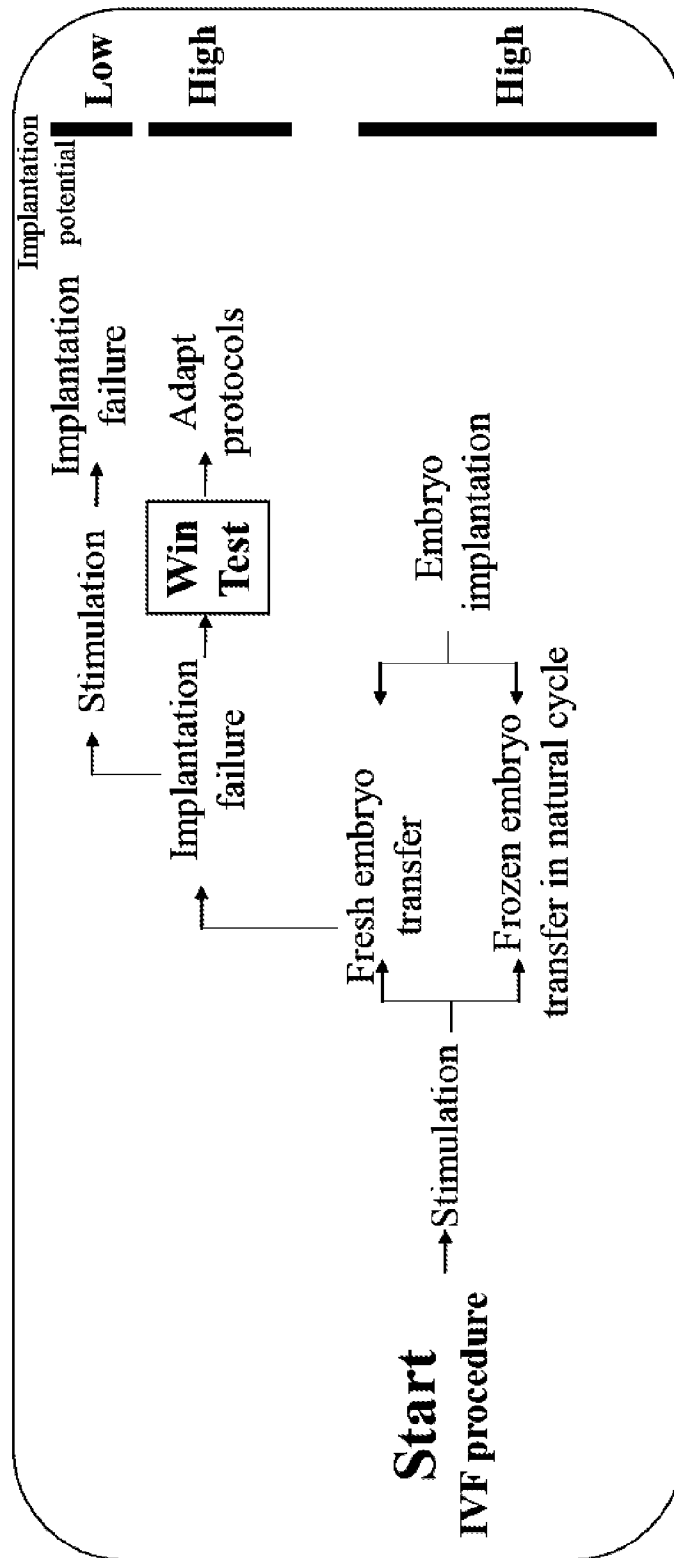 Implantation
potential
Low
Stimulation
Implantation
failure
High
Implantation
failure
Win
Test
Adapt
protocols
High
Start
IVF procedure
Stimulation
Fresh embryo
transfer
Frozen embryo
transfer in natural cycle
Embryo
implantation